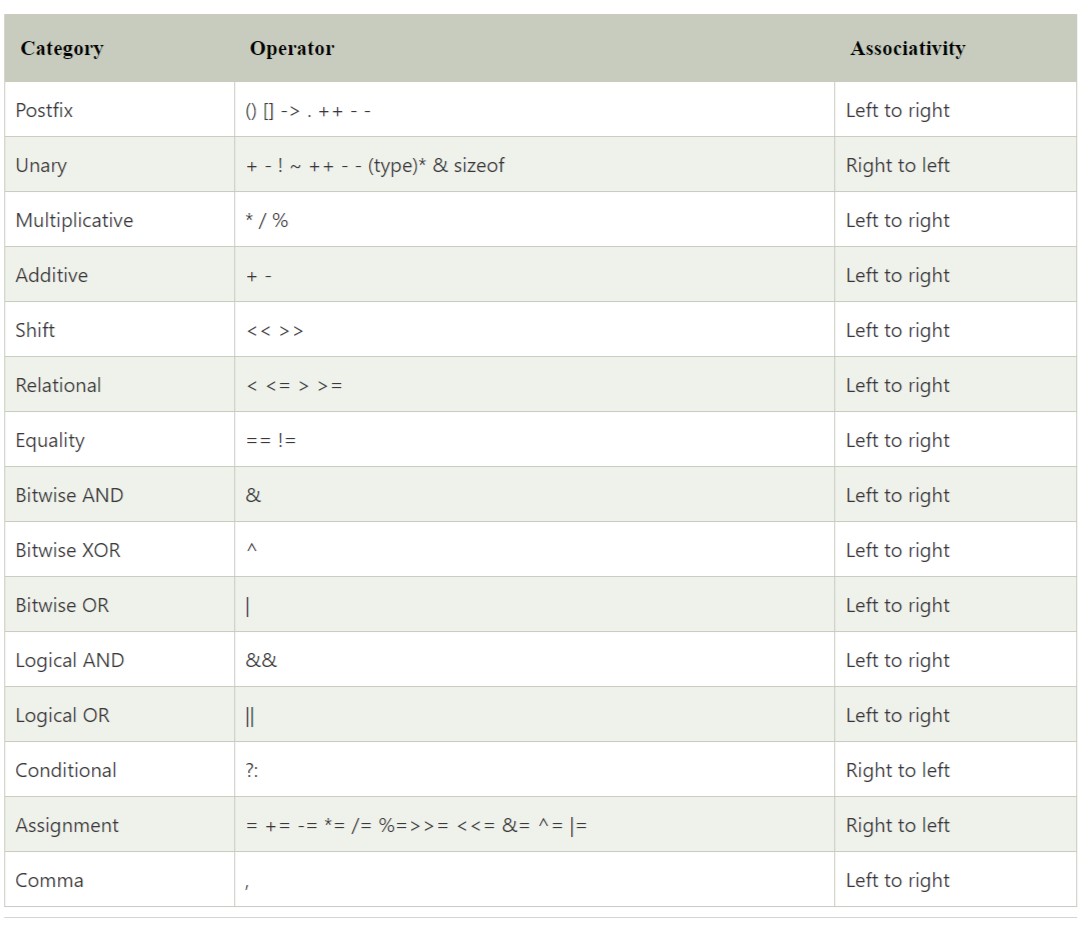 Category Operator Associativity
Postfix () [] -> . ++ - - Left to right
Unary + - ! ~ ++ - - (type)* & sizeof Right to left
Multiplicative * / % Left to right
Additive + - Left to right
Shift << >> Left to right
Relational < <= > >= Left to right
Equality == != Left to right
Bitwise AND & Left to right
Bitwise XOR ^ Left to right
Bitwise OR | Left to right
Logical AND && Left to right
Logical OR || Left to right
Conditional ?: Right to left
Assignment = += -= *= /= %=>>= <<= &= ^= |= Right to left
Comma , Left to right